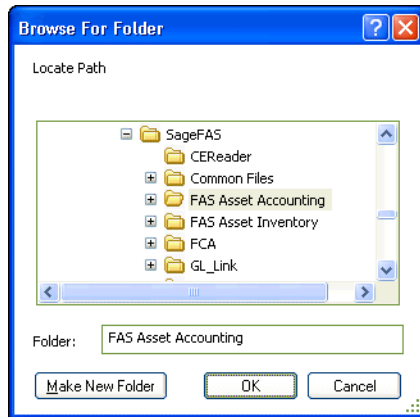 Browse For Folder
Locate Path
SageFAS
CEReader
Common Files
FAS Asset Accounting
FAS Asset Inventory
FCA
GL_Link
Folder: FAS Asset Accounting
Make New Folder OK Cancel